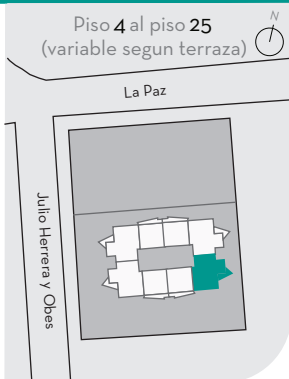 Piso 4 al piso 25
(variable segun terraza)
N
La Paz
Julio Herrera y Obes